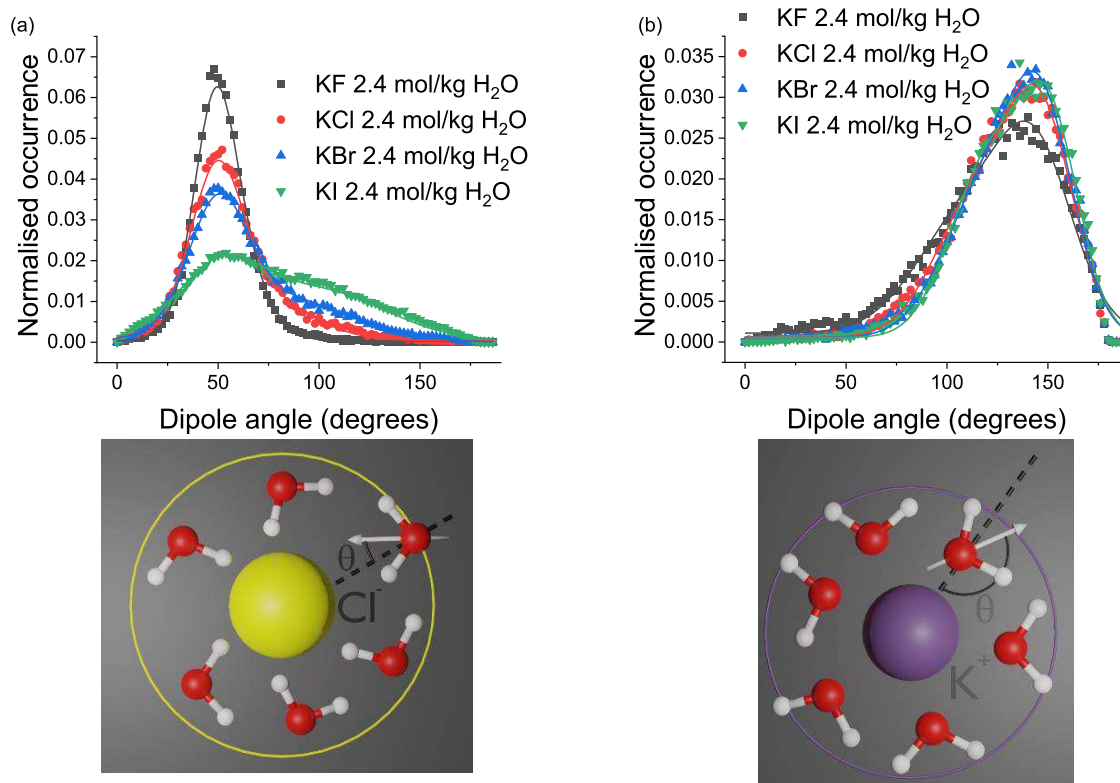 (a)
Normalised occurrence
0.07
0.06
0.05
0.04
0.03
0.02
0.01
0.00
KF 2.4 mol/kg H₂O
KCl 2.4 mol/kg H₂O
KBr 2.4 mol/kg H₂O
KI 2.4 mol/kg H₂O
0 50 100 150
Dipole angle (degrees)
θ
Cl⁻
(b)
Normalised occurrence
0.035
0.030
0.025
0.020
0.015
0.010
0.005
0.000
KF 2.4 mol/kg H₂O
KCl 2.4 mol/kg H₂O
KBr 2.4 mol/kg H₂O
KI 2.4 mol/kg H₂O
0 50 100 150
Dipole angle (degrees)
θ
K⁺